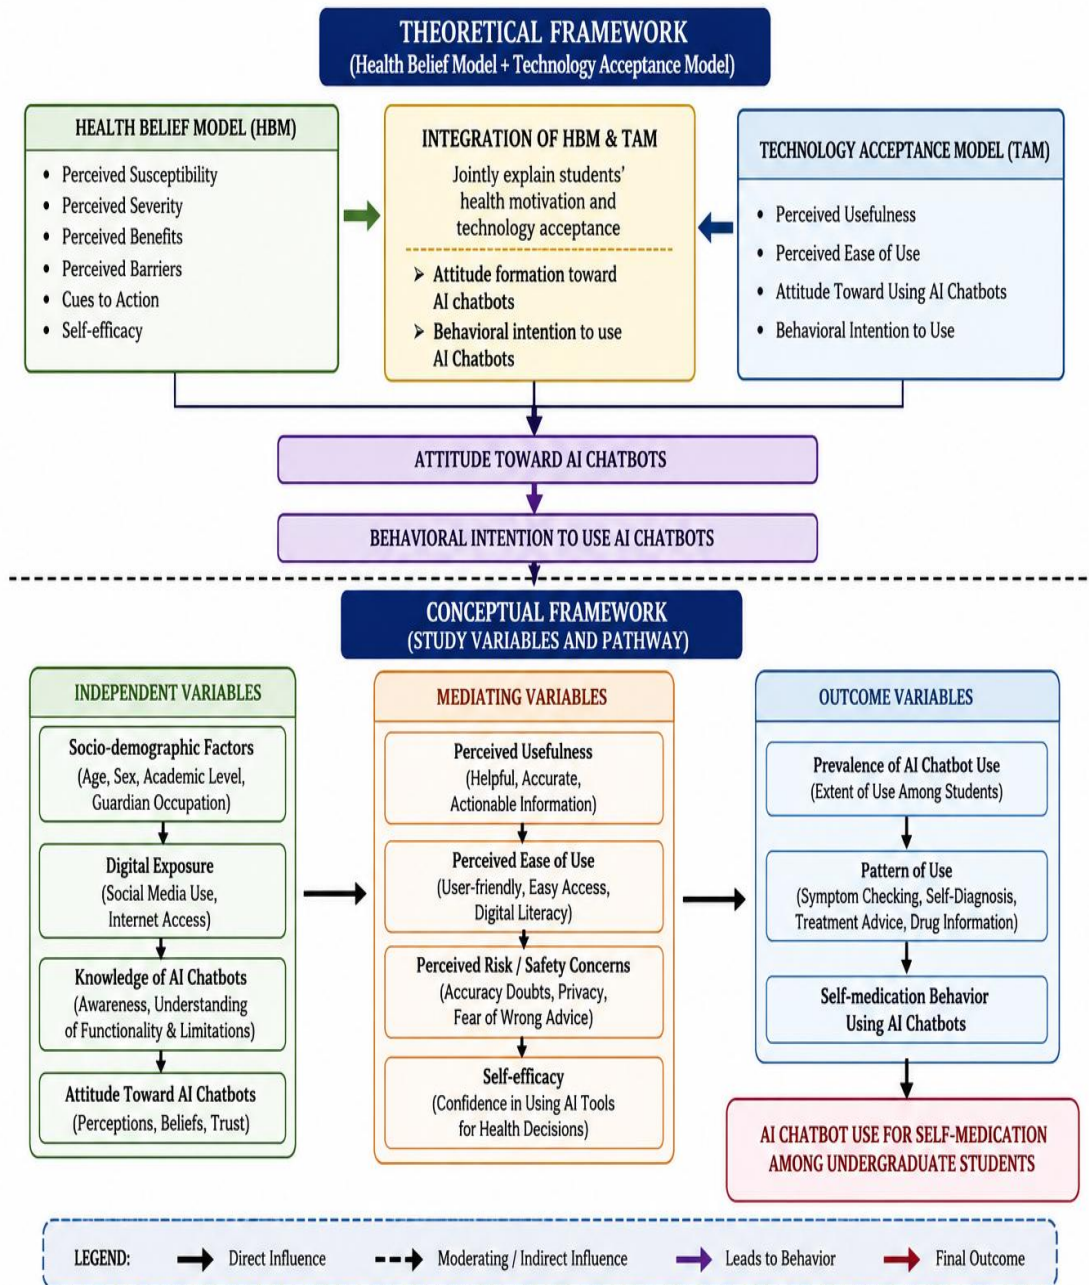 THEORETICAL FRAMEWORK
(Health Belief Model + Technology Acceptance Model)
HEALTH BELIEF MODEL (HBM)
• Perceived Susceptibility
• Perceived Severity
• Perceived Benefits
• Perceived Barriers
• Cues to Action
• Self-efficacy
INTEGRATION OF HBM & TAM
Jointly explain students’
health motivation and
technology acceptance
➢ Attitude formation toward
AI chatbots
➢ Behavioral intention to use
AI Chatbots
TECHNOLOGY ACCEPTANCE MODEL (TAM)
• Perceived Usefulness
• Perceived Ease of Use
• Attitude Toward Using AI Chatbots
• Behavioral Intention to Use
ATTITUDE TOWARD AI CHATBOTS
BEHAVIORAL INTENTION TO USE AI CHATBOTS
CONCEPTUAL FRAMEWORK
(STUDY VARIABLES AND PATHWAY)
INDEPENDENT VARIABLES
Socio-demographic Factors
(Age, Sex, Academic Level,
Guardian Occupation)
Digital Exposure
(Social Media Use,
Internet Access)
Knowledge of AI Chatbots
(Awareness, Understanding
of Functionality & Limitations)
Attitude Toward AI Chatbots
(Perceptions, Beliefs, Trust)
MEDIATING VARIABLES
Perceived Usefulness
(Helpful, Accurate,
Actionable Information)
Perceived Ease of Use
(User-friendly, Easy Access,
Digital Literacy)
Perceived Risk / Safety Concerns
(Accuracy Doubts, Privacy,
Fear of Wrong Advice)
Self-efficacy
(Confidence in Using AI Tools
for Health Decisions)
OUTCOME VARIABLES
Prevalence of AI Chatbot Use
(Extent of Use Among Students)
Pattern of Use
(Symptom Checking, Self-Diagnosis,
Treatment Advice, Drug Information)
Self-medication Behavior
Using AI Chatbots
AI CHATBOT USE FOR SELF-MEDICATION
AMONG UNDERGRADUATE STUDENTS
LEGEND:
Direct Influence
Moderating / Indirect Influence
Leads to Behavior
Final Outcome